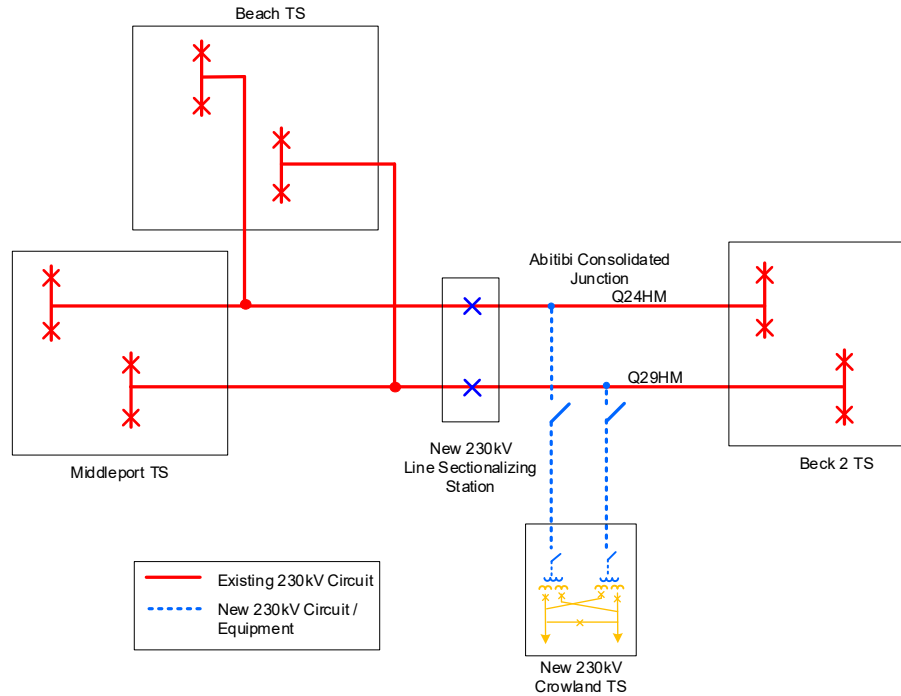 Beach TS
Abitibi Consolidated
Junction
Q24HM
Q29HM
Middleport TS
New 230kV
Line Sectionalizing
Station
Beck 2 TS
Existing 230kV Circuit
New 230kV Circuit /
Equipment
New 230kV
Crowland TS